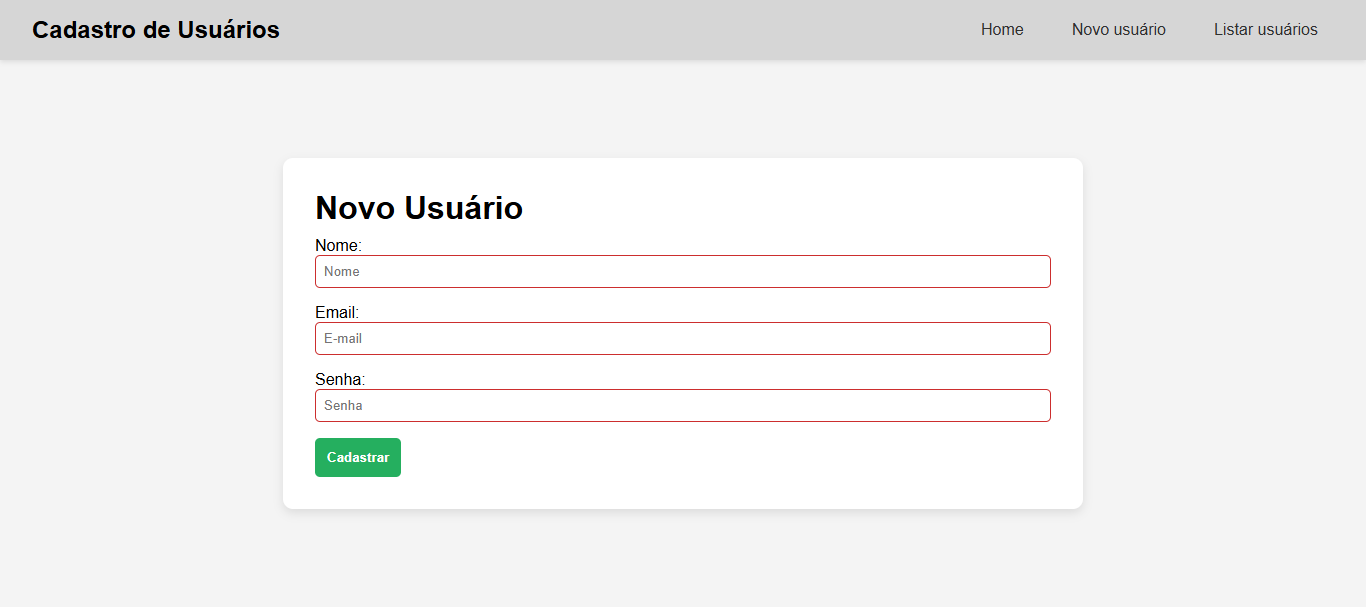 Cadastro de Usuários
Home
Novo usuário
Listar usuários
Novo Usuário
Nome:
Nome
Email:
E-mail
Senha:
Senha
Cadastrar